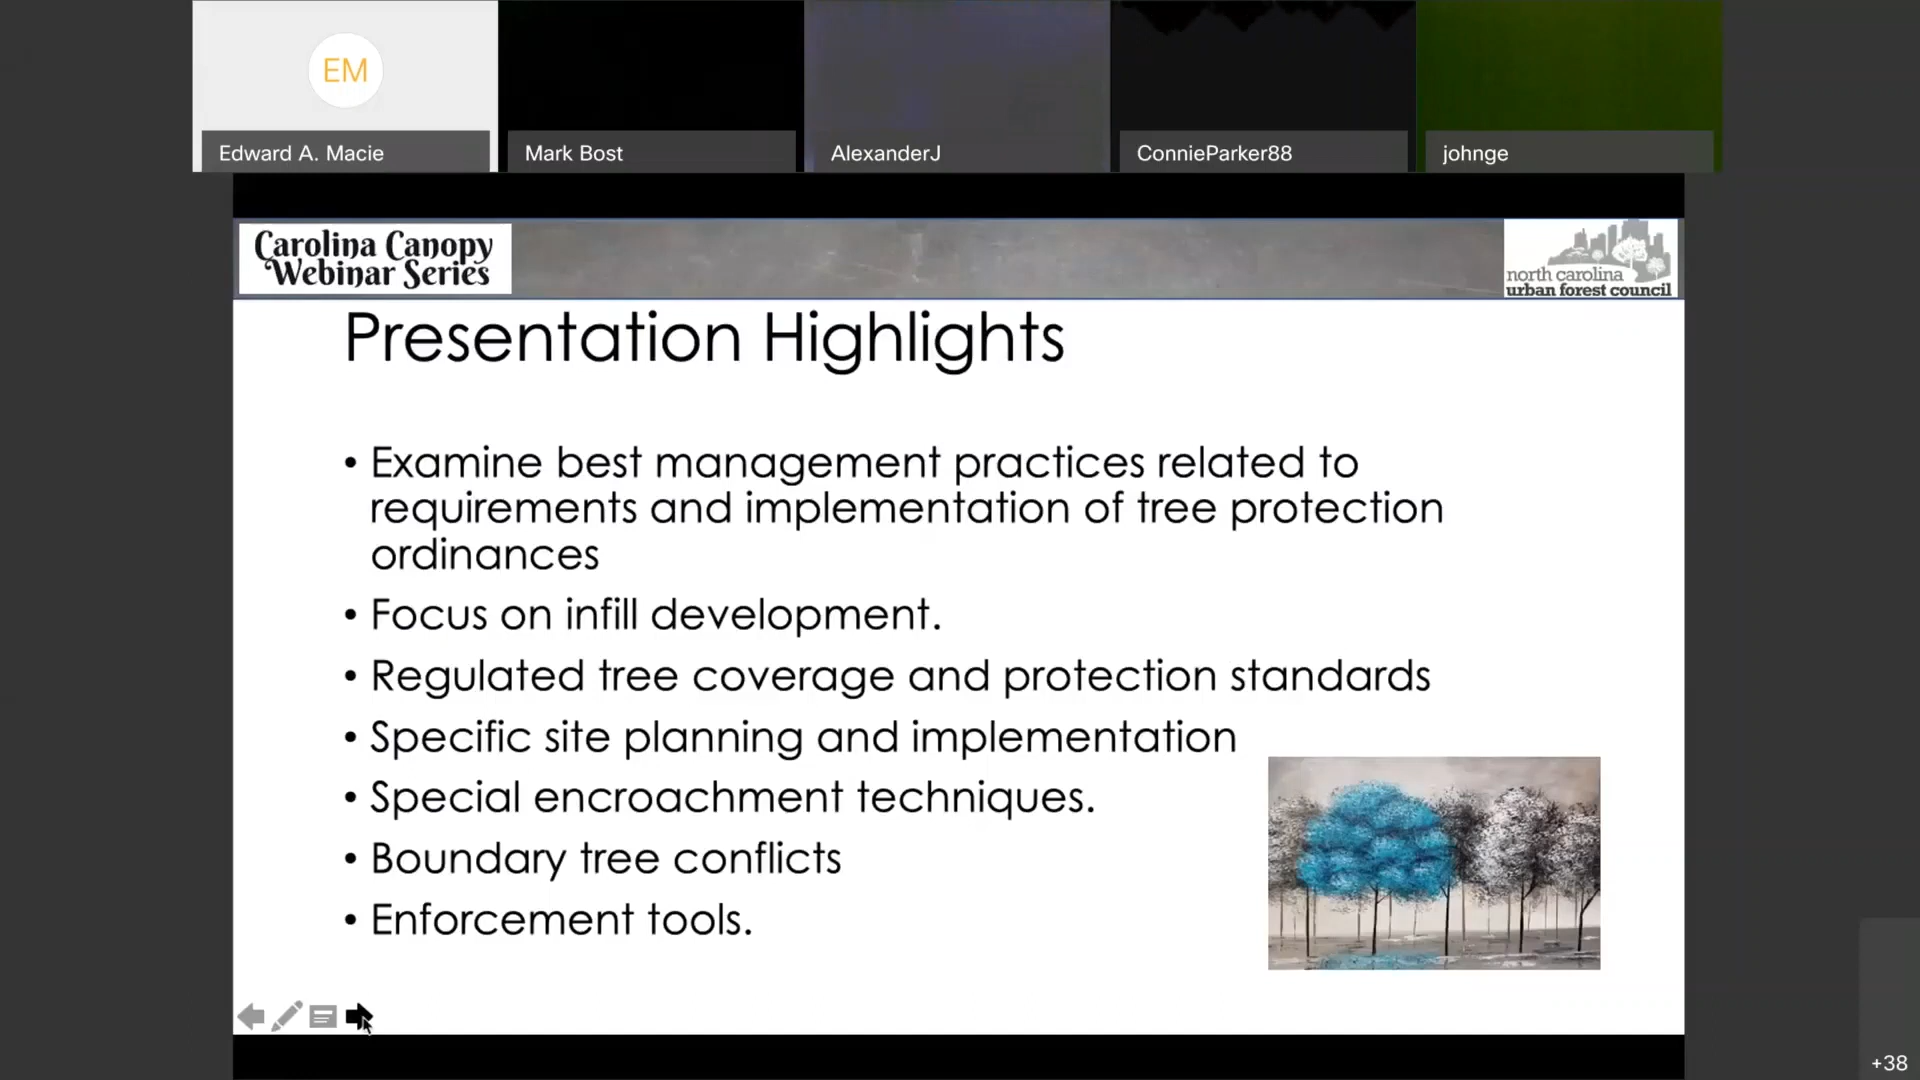 EM
Edward A. Macie
Mark Bost
AlexanderJ
ConnieParker88
johnge
Carolina Canopy
Webinar Series
north carolina
urban forest council
Presentation Highlights
• Examine best management practices related to
requirements and implementation of tree protection
ordinances
• Focus on infill development.
• Regulated tree coverage and protection standards
• Specific site planning and implementation
• Special encroachment techniques.
• Boundary tree conflicts
• Enforcement tools.
+38